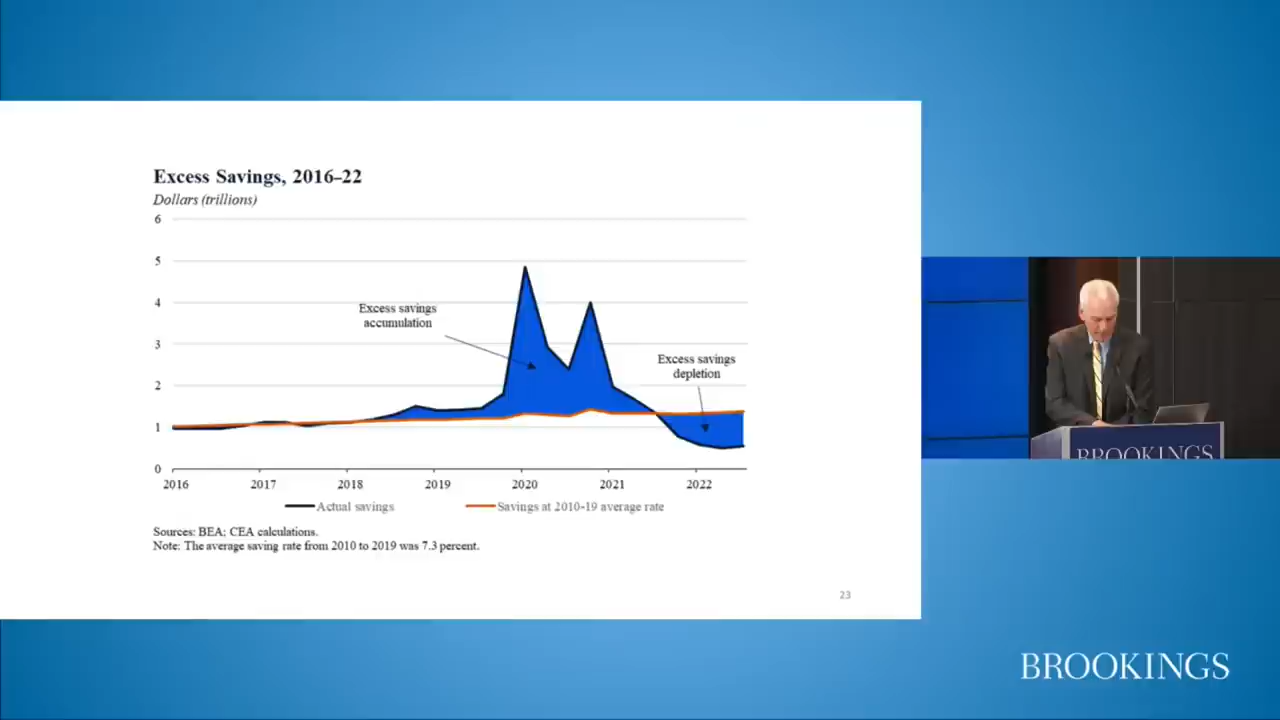 Excess Savings, 2016–22
Dollars (trillions)
6
5
4
3
2
1
0
Excess savings
accumulation
Excess savings
depletion
2016 2017 2018 2019 2020 2021 2022
Actual savings Savings at 2010-19 average rate
Sources: BEA; CEA calculations.
Note: The average saving rate from 2010 to 2019 was 7.3 percent.
23
BROOKINGS
BROOKINGS